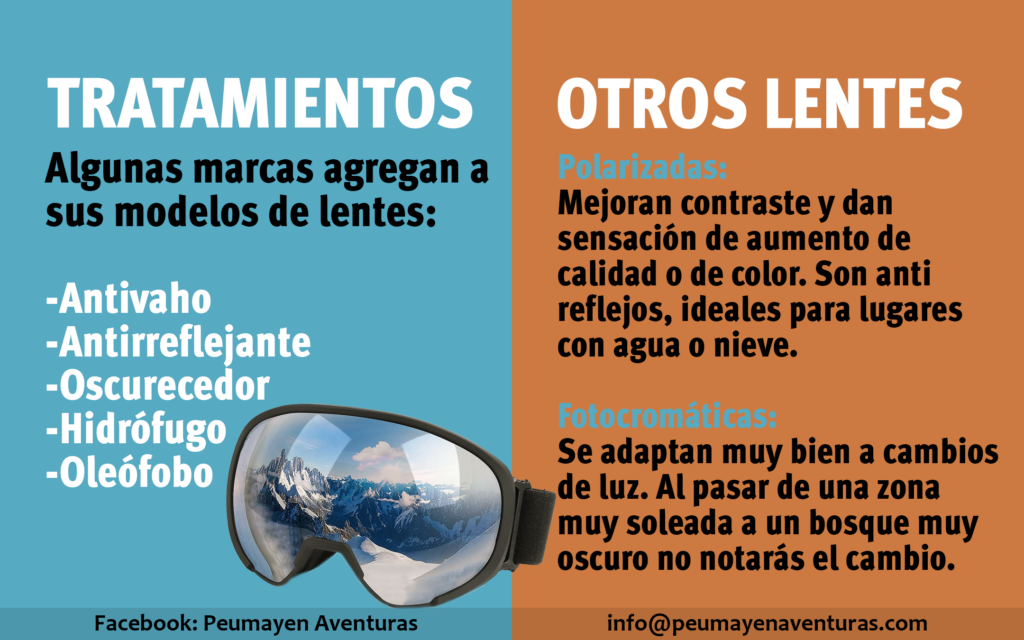 TRATAMIENTOS
Algunas marcas agregan a
sus modelos de lentes:
-Antivaho
-Antirreflejante
-Oscurecedor
-Hidrófugo
-Oleófobo
OTROS LENTES
Polarizadas:
Mejoran contraste y dan
sensación de aumento de
calidad o de color. Son anti
reflejos, ideales para lugares
con agua o nieve.
Fotocromáticas:
Se adaptan muy bien a cambios
de luz. Al pasar de una zona
muy soleada a un bosque muy
oscuro no notarás el cambio.
Facebook: Peumayen Aventuras
info@peumayenaventuras.com